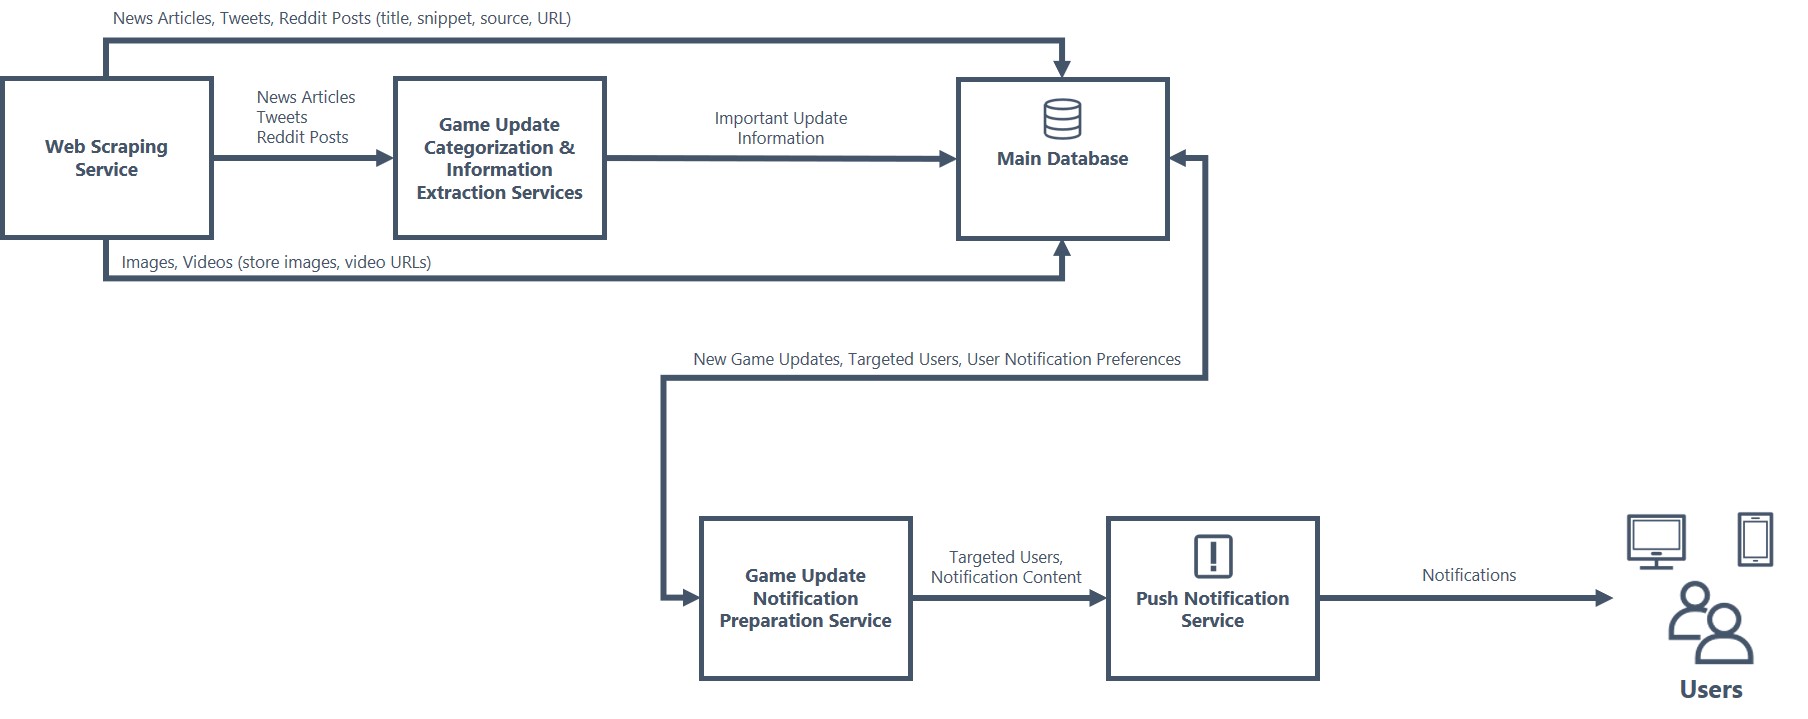 News Articles, Tweets, Reddit Posts (title, snippet, source, URL)
Web Scraping
Service
News Articles
Tweets
Reddit Posts
Game Update
Categorization &
Information
Extraction Services
Important Update
Information
Main Database
Images, Videos (store images, video URLs)
New Game Updates, Targeted Users, User Notification Preferences
Game Update
Notification
Preparation Service
Targeted Users,
Notification Content
Push Notification
Service
Notifications
Users